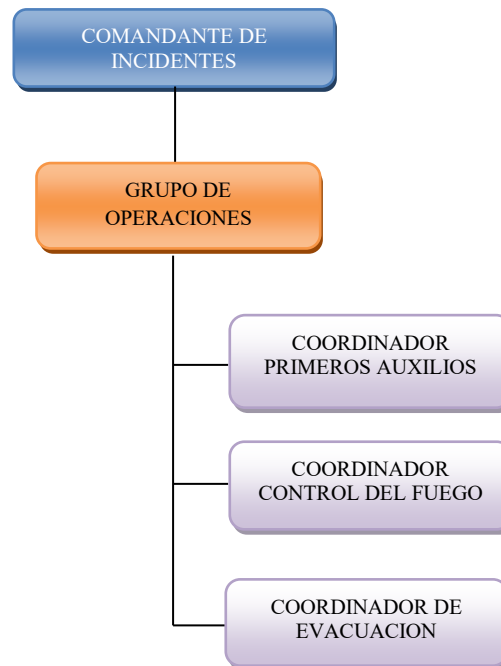 COMANDANTE DE
INCIDENTES
GRUPO DE
OPERACIONES
COORDINADOR
PRIMEROS AUXILIOS
COORDINADOR
CONTROL DEL FUEGO
COORDINADOR DE
EVACUACION